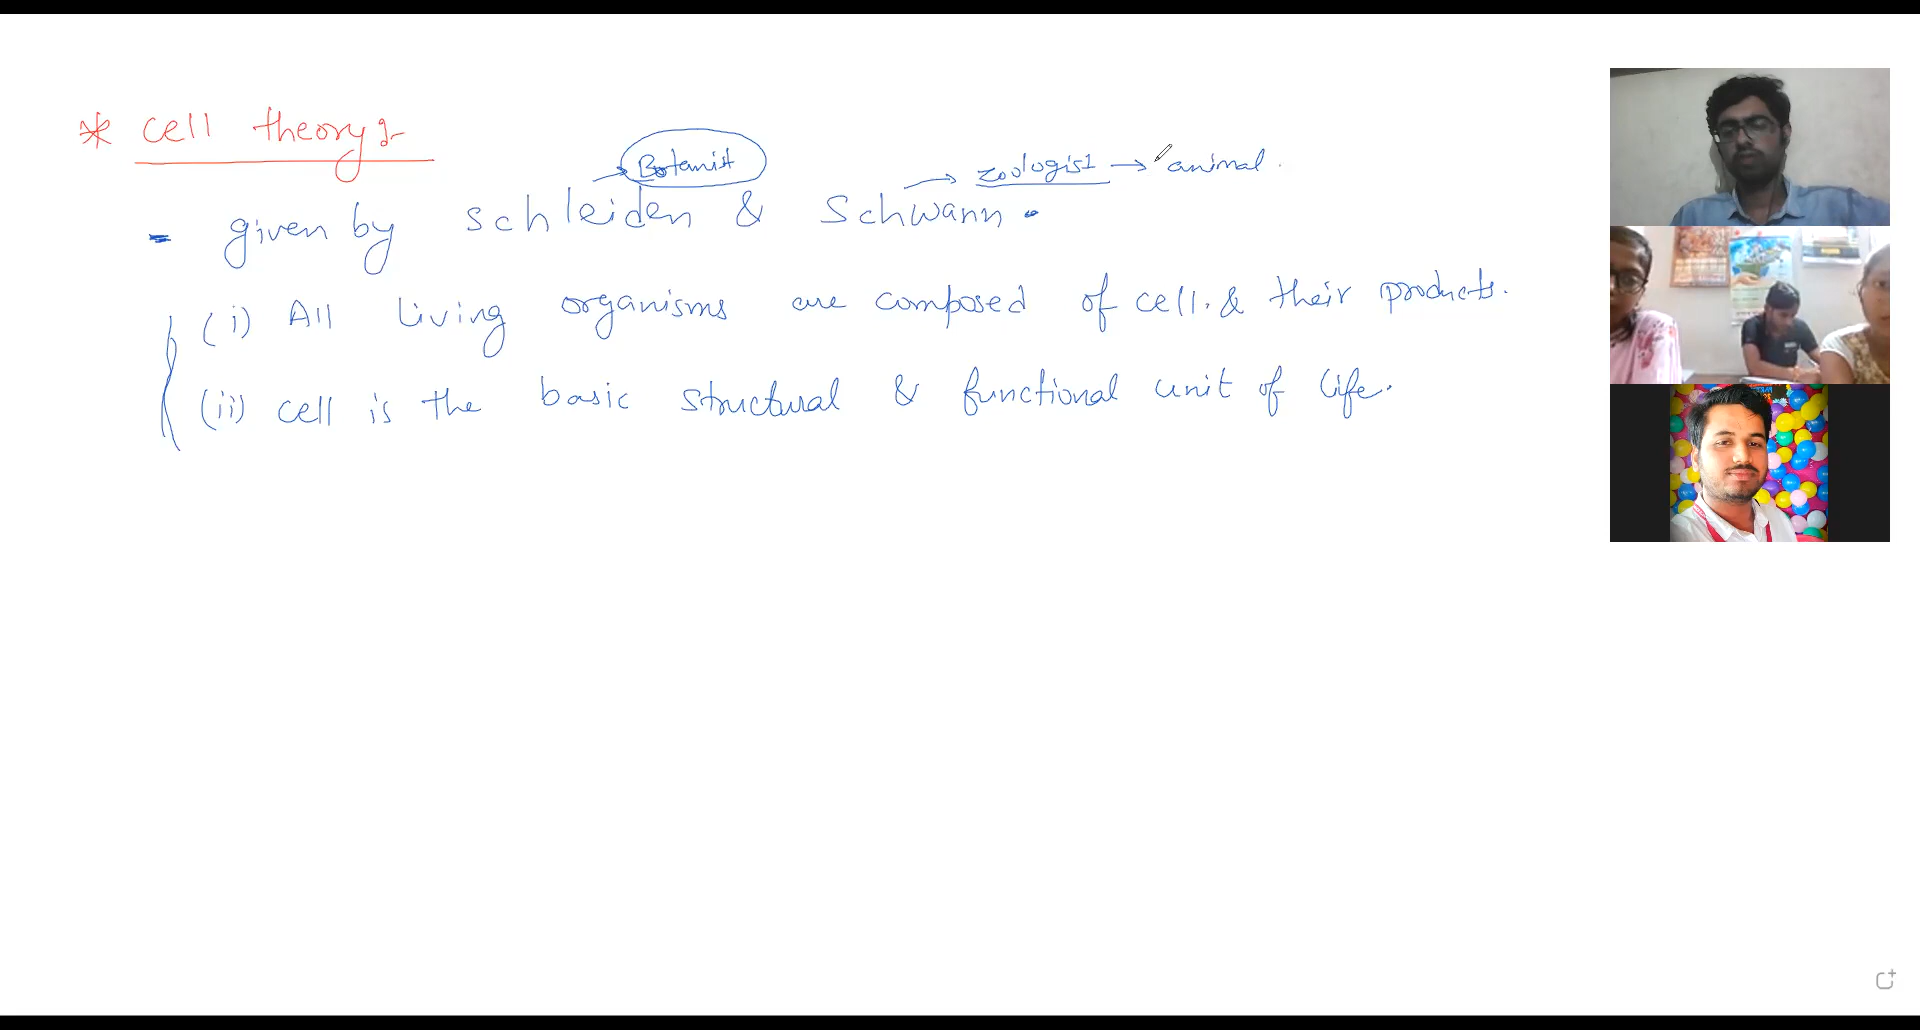 * cell theory :-
Botanist zoologist → animal.
- given by schleiden & Schwann.
(i) All living organisms are composed of cell. & their products.
(ii) cell is the basic structural & functional unit of life.